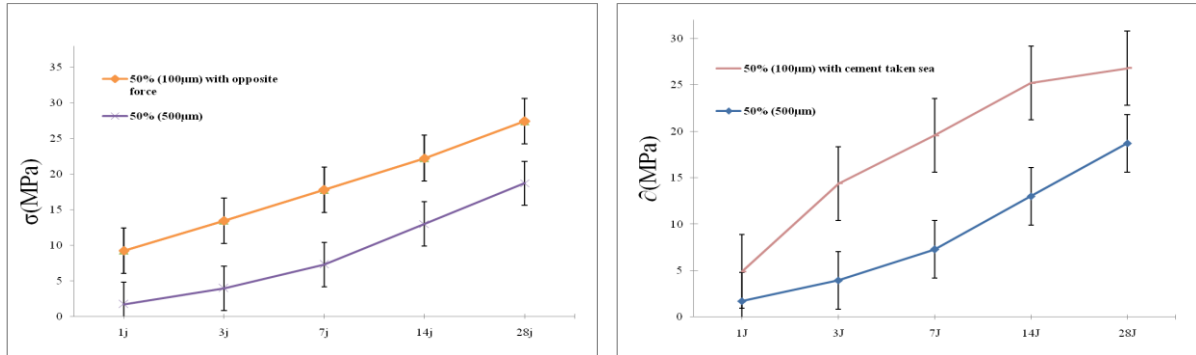 35
30
25
20
15
10
5
0
σ(MPa)
50% (100µm) with opposite
force
50% (500µm)
1j 3j 7j 14j 28j
30
25
20
15
10
5
0
∂(MPa)
50% (100µm) with cement taken sea
50% (500µm)
1J 3J 7J 14J 28J